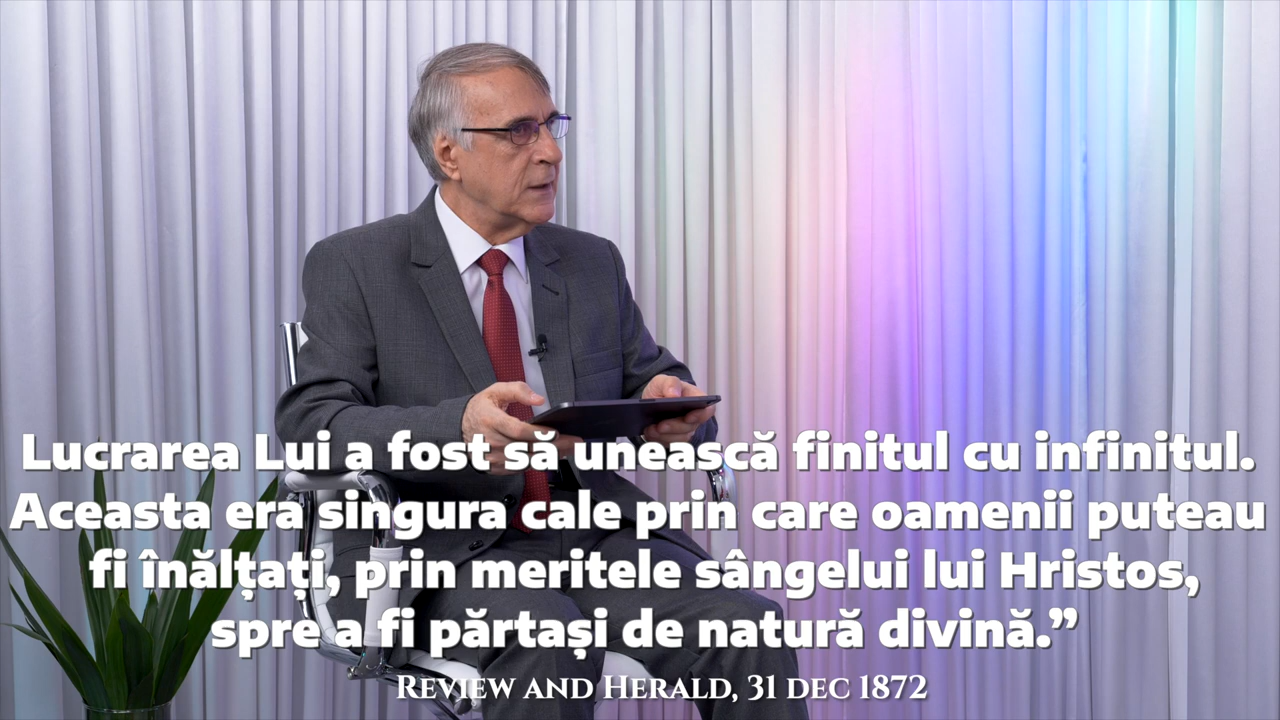 Lucrarea Lui a fost să unească finitul cu infinitul.
Aceasta era singura cale prin care oamenii puteau
fi înălțați, prin meritele sângelui lui Hristos,
spre a fi părtași de natură divină.”
Review and Herald, 31 dec 1872